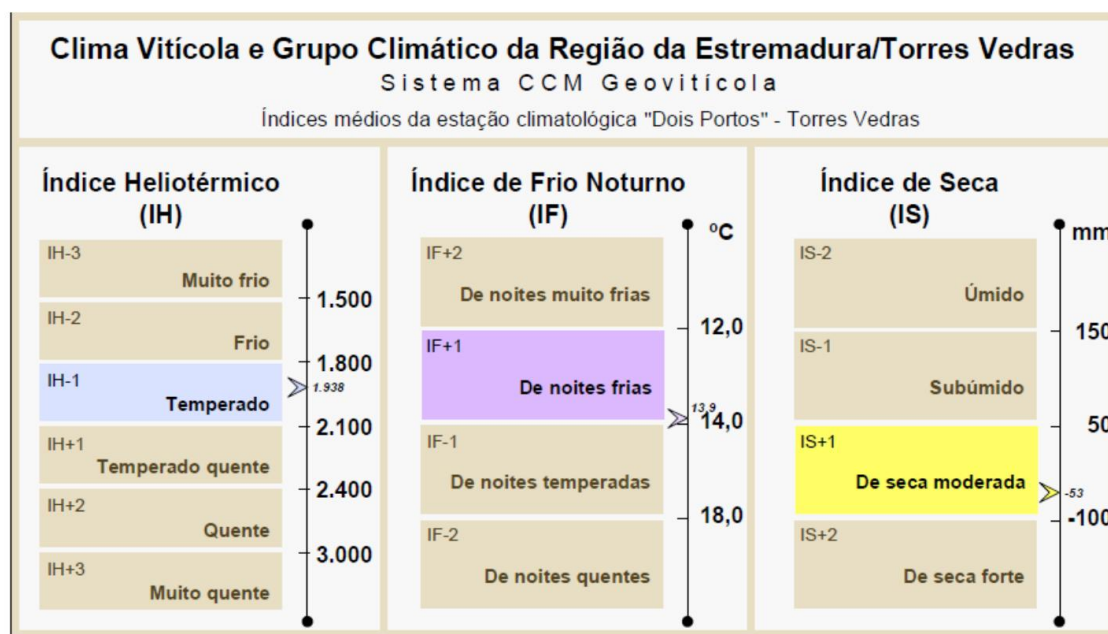 Clima Vitícola e Grupo Climático da Região da Estremadura/Torres Vedras
Sistema CCM Geovitícola
Índices médios da estação climatológica "Dois Portos" - Torres Vedras
Índice Heliotérmico
(IH)
IH-3
Muito frio
1.500
IH-2
Frio
1.800
IH-1
1.938
Temperado
2.100
IH+1
Temperado quente
2.400
IH+2
Quente
3.000
IH+3
Muito quente
Índice de Frio Noturno
(IF)
ºC
IF+2
De noites muito frias
12,0
IF+1
De noites frias
13,9
14,0
IF-1
De noites temperadas
18,0
IF-2
De noites quentes
Índice de Seca
(IS)
mm
IS-2
Úmido
150
IS-1
Subúmido
50
IS+1
De seca moderada
-53
-100
IS+2
De seca forte